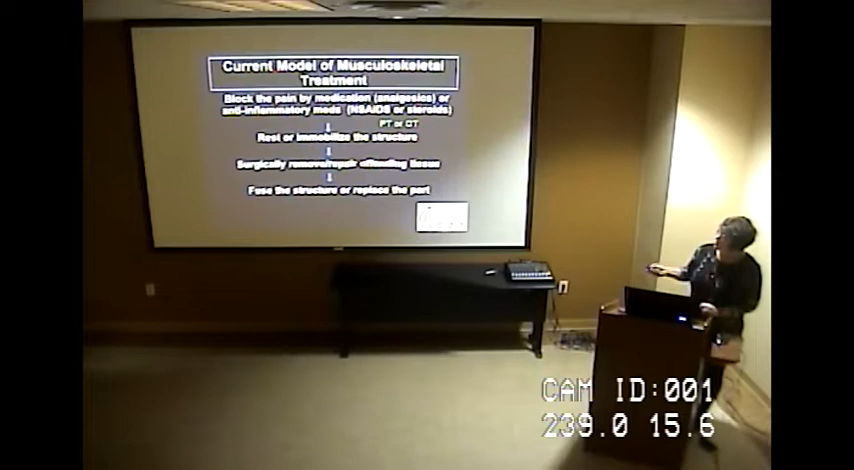 Current Model of Musculoskeletal
Treatment
Block the pain by medication (analgesics) or
anti-inflammatory meds (NSAIDS or steroids)
PT or OT
Rest or immobilize the structure
Surgically remove/repair offending tissue
Fuse the structure or replace the part
CAM ID:001
239.0 15.6